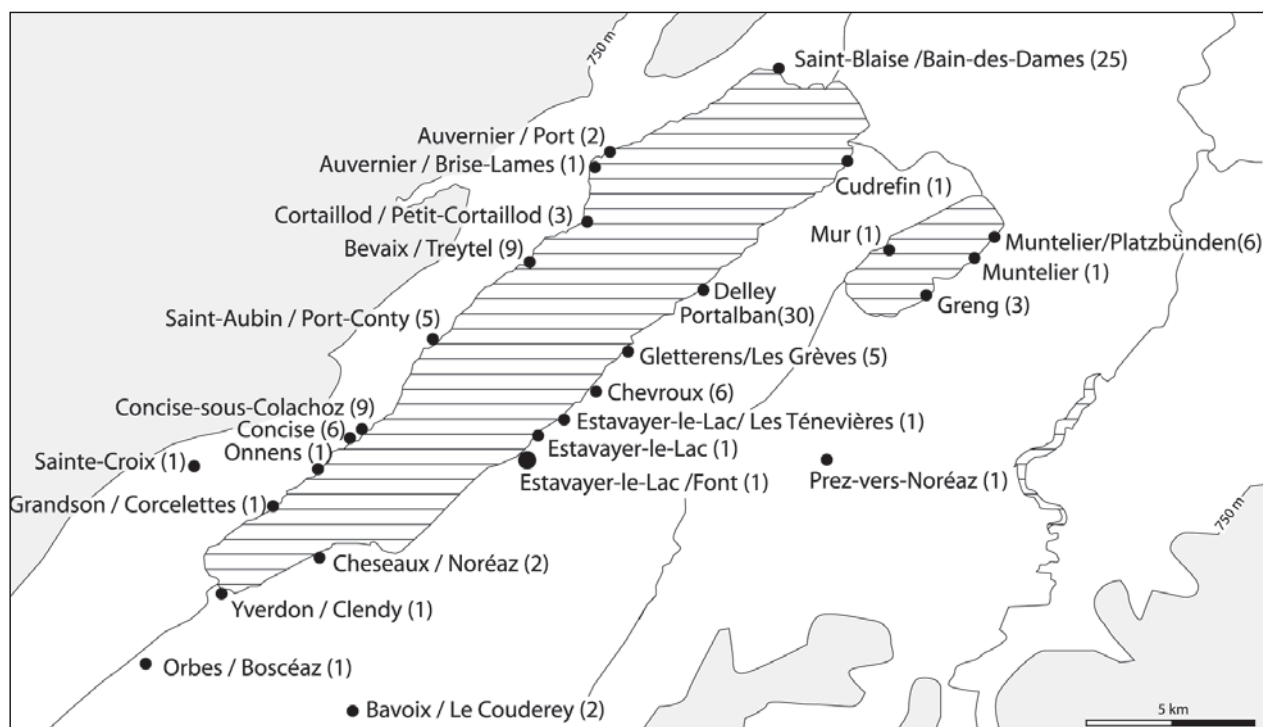 750 m
Saint-Blaise /Bain-des-Dames (25)
Auvernier / Port (2)
Auvernier / Brise-Lames (1)
Cudrefin (1)
Cortaillod / Petit-Cortaillod (3)
Mur (1)
Muntelier/Platzbünden(6)
Bevaix / Treytel (9)
Muntelier (1)
Delley
Portalban(30)
Greng (3)
Saint-Aubin / Port-Conty (5)
Gletterens/Les Grèves (5)
Chevroux (6)
Concise-sous-Colachoz (9)
Estavayer-le-Lac/ Les Ténevières (1)
Concise (6)
Estavayer-le-Lac (1)
Onnens (1)
Sainte-Croix (1)
Estavayer-le-Lac /Font (1)
Prez-vers-Noréaz (1)
Grandson / Corcelettes (1)
750 m
Cheseaux / Noréaz (2)
Yverdon / Clendy (1)
Orbes / Boscéaz (1)
Bavoix / Le Couderey (2)
5 km